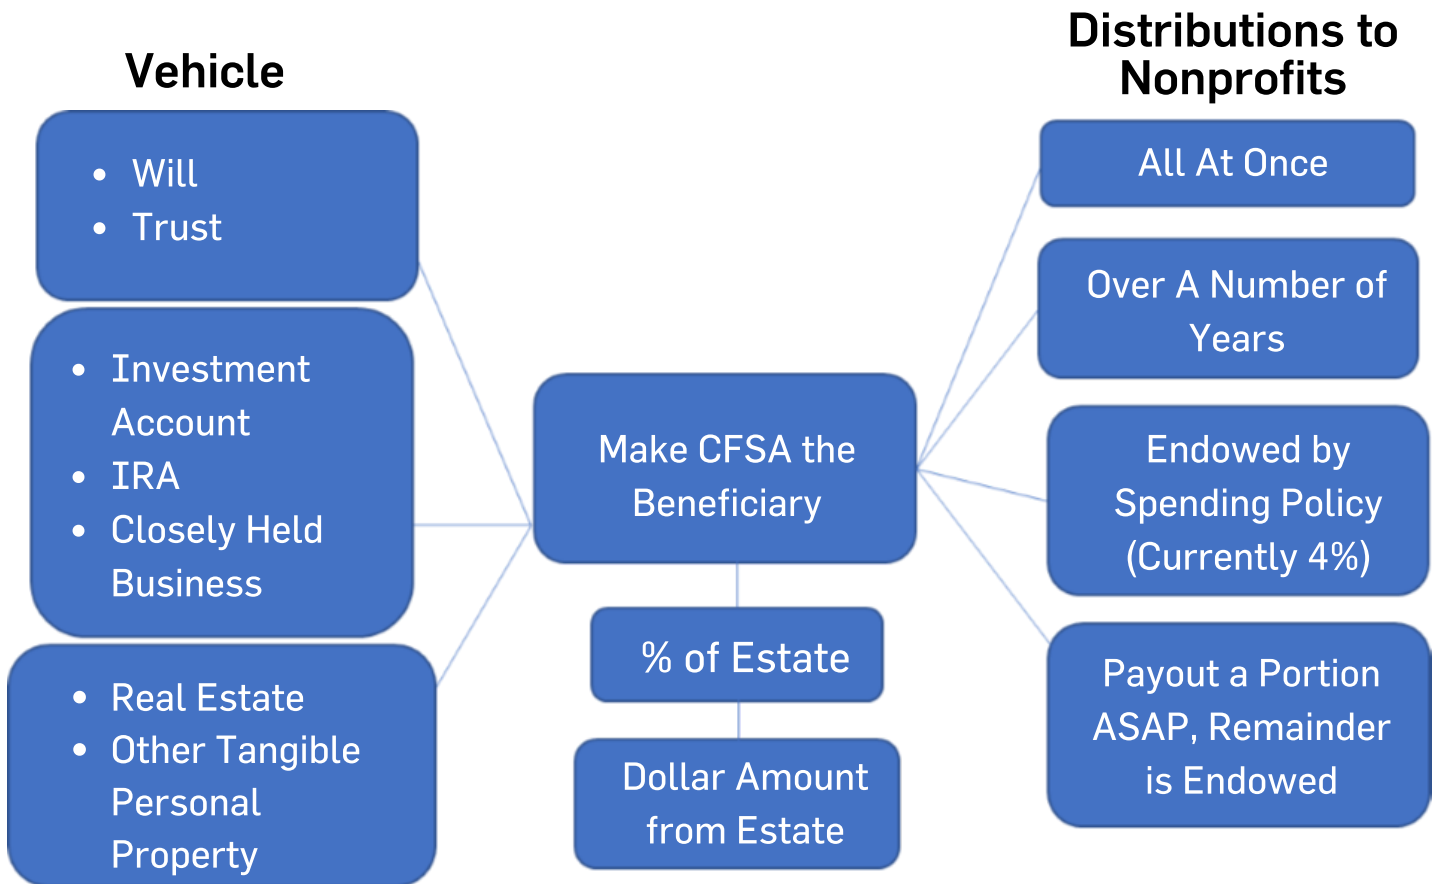 Vehicle
• Will
• Trust
• Investment
Account
• IRA
• Closely Held
Business
• Real Estate
• Other Tangible
Personal
Property
Make CFSA the
Beneficiary
% of Estate
Dollar Amount
from Estate
Distributions to
Nonprofits
All At Once
Over A Number of
Years
Endowed by
Spending Policy
(Currently 4%)
Payout a Portion
ASAP, Remainder
is Endowed